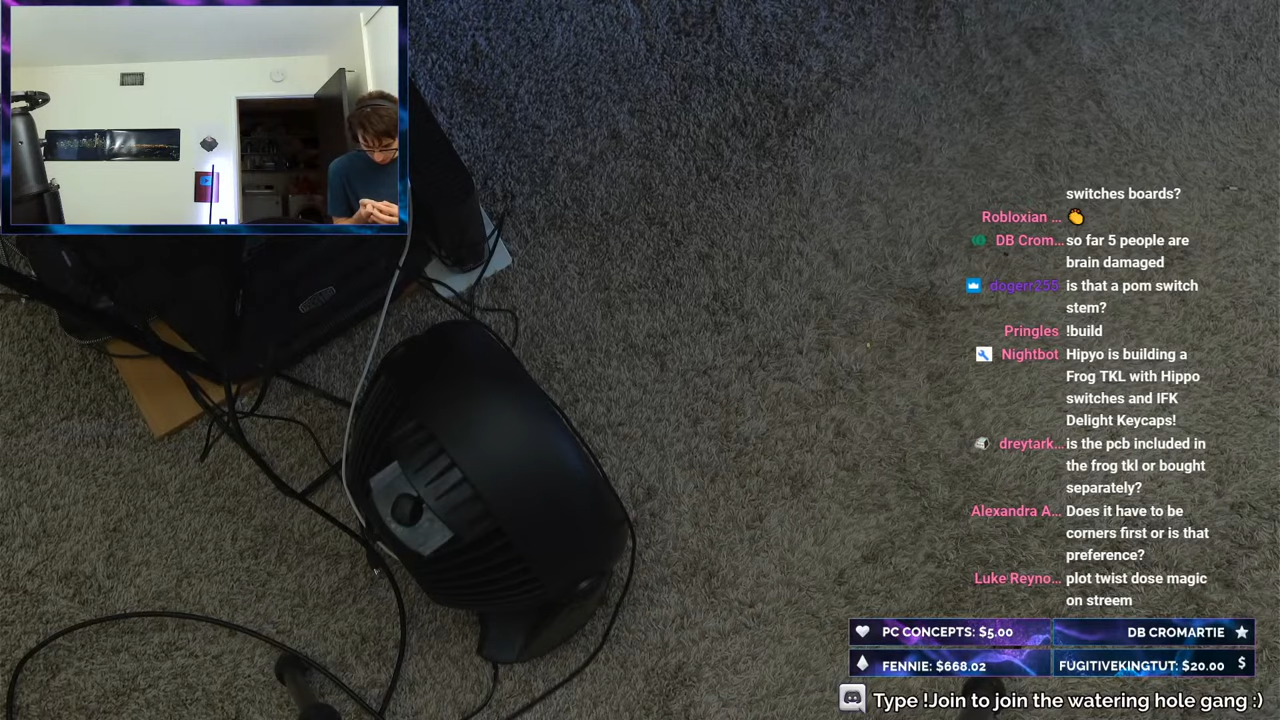 switches boards?
Robloxian ...
DB Crom... so far 5 people are
brain damaged
dogerr255 is that a pom switch
stem?
Pringles !build
Nightbot Hipyo is building a
Frog TKL with Hippo
switches and IFK
Delight Keycaps!
dreytark... is the pcb included in
the frog tkl or bought
separately?
Alexandra A... Does it have to be
corners first or is that
preference?
Luke Reyno... plot twist dose magic
on streem
PC CONCEPTS: $5.00 DB CROMARTIE
FENNIE: $668.02 FUGITIVEKINGTUT: $20.00 $
Type !Join to join the watering hole gang :)